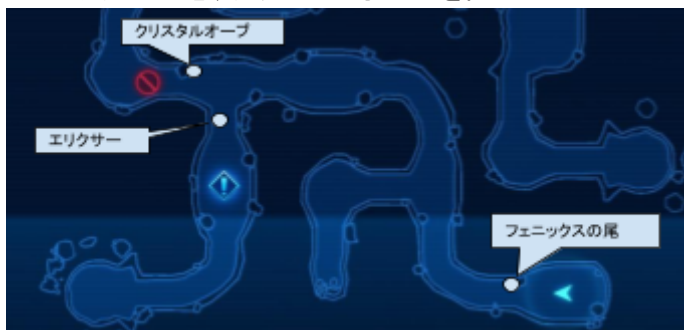 クリスタルオーブ
エリクサー
フェニックスの尾